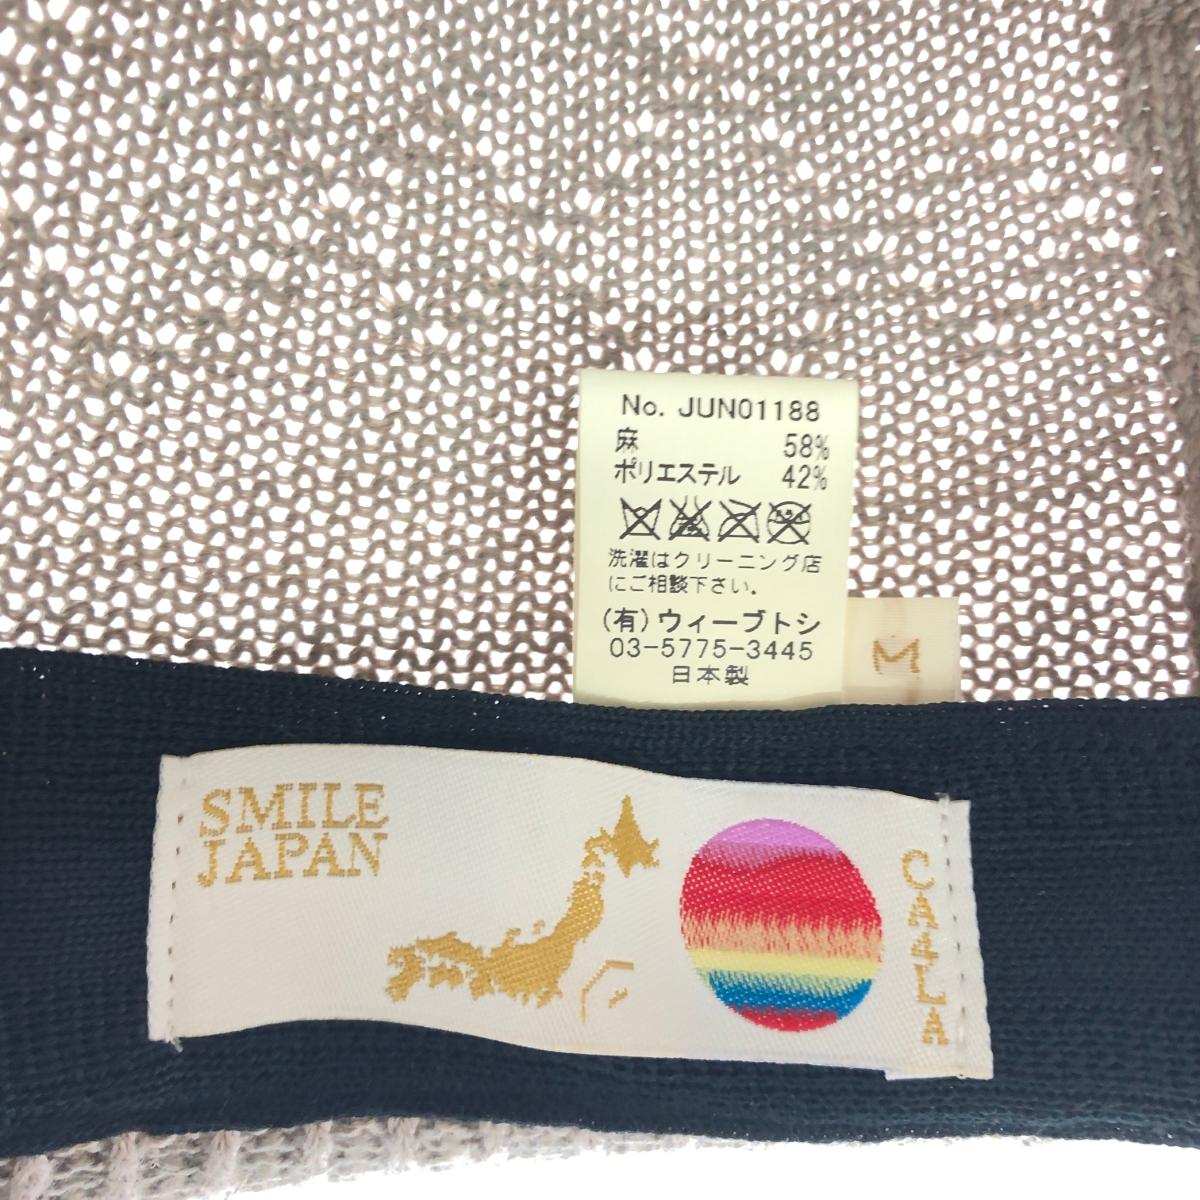 No. JUN01188
麻 58%
ポリエステル 42%
洗濯はクリーニング店
にご相談下さい。
(有)ウィーブトシ
03-5775-3445
日本製
M
SMILE
JAPAN
CA4LA